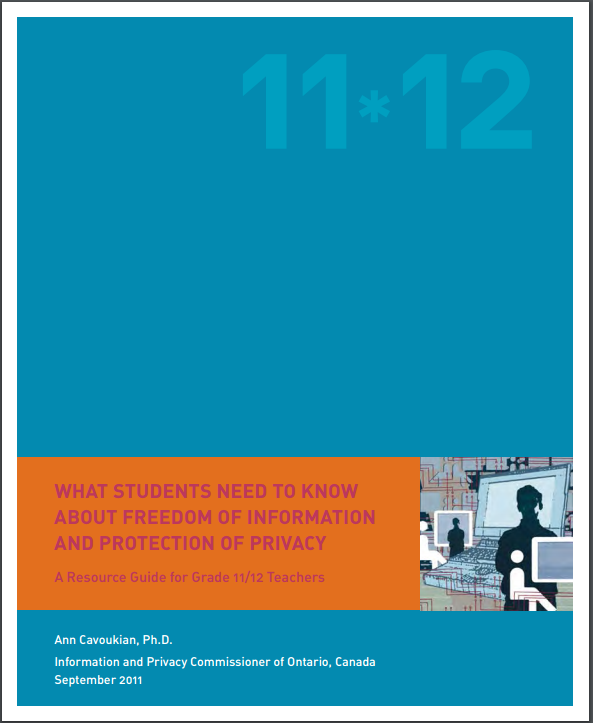 11*12
WHAT STUDENTS NEED TO KNOW
ABOUT FREEDOM OF INFORMATION
AND PROTECTION OF PRIVACY
A Resource Guide for Grade 11/12 Teachers
Ann Cavoukian, Ph.D.
Information and Privacy Commissioner of Ontario, Canada
September 2011